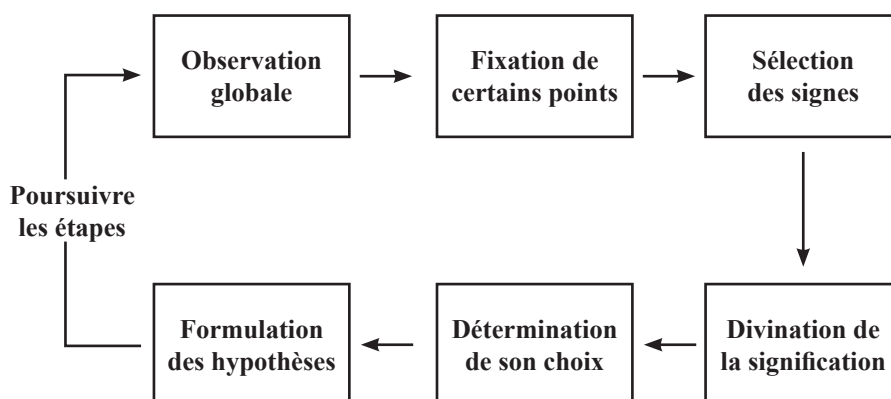 Observation
globale
Fixation de
certains points
Sélection
des signes
Divination de
la signification
Détermination
de son choix
Formulation
des hypothèses
Poursuivre
les étapes